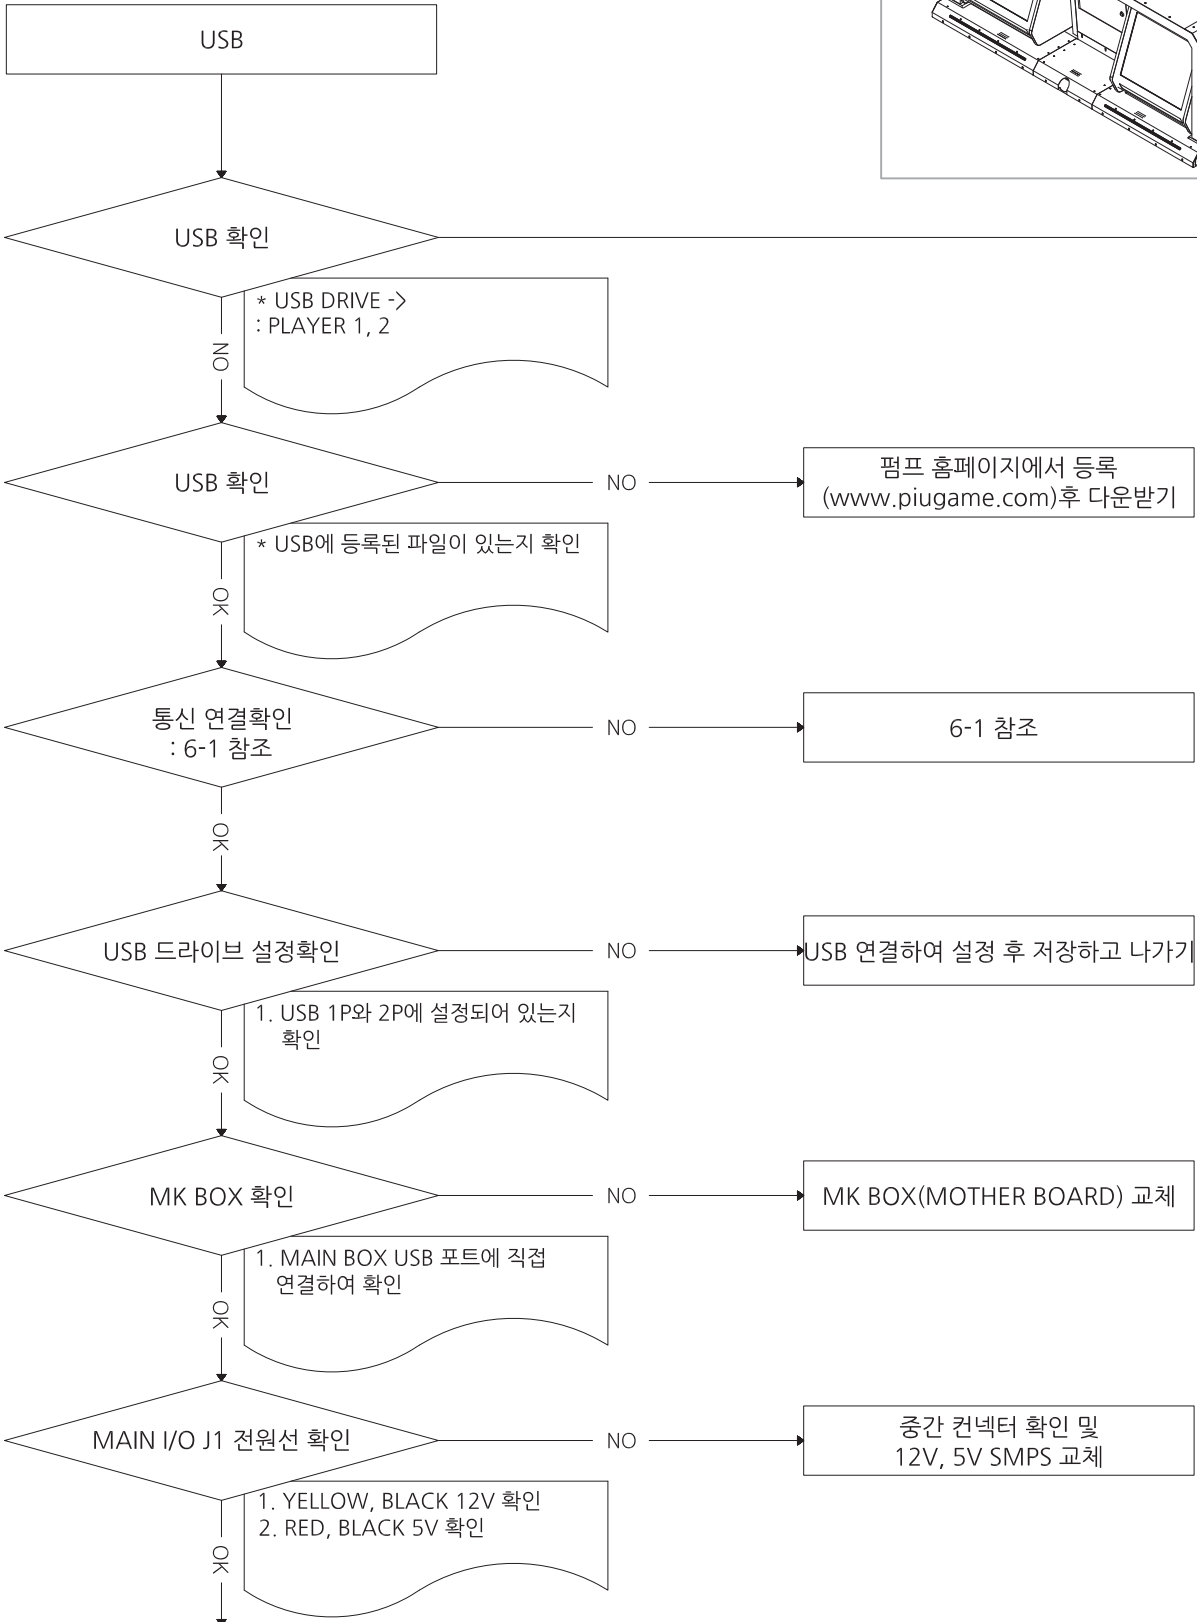 USB
USB 확인
* USB DRIVE ->
: PLAYER 1, 2
NO
USB 확인
NO
펌프 홈페이지에서 등록
(www.piugame.com)후 다운받기
* USB에 등록된 파일이 있는지 확인
OK
통신 연결확인
: 6-1 참조
NO
6-1 참조
OK
USB 드라이브 설정확인
NO
USB 연결하여 설정 후 저장하고 나가기
1. USB 1P와 2P에 설정되어 있는지
확인
OK
MK BOX 확인
NO
MK BOX(MOTHER BOARD) 교체
1. MAIN BOX USB 포트에 직접
연결하여 확인
OK
MAIN I/O J1 전원선 확인
NO
중간 컨넥터 확인 및
12V, 5V SMPS 교체
1. YELLOW, BLACK 12V 확인
2. RED, BLACK 5V 확인
OK